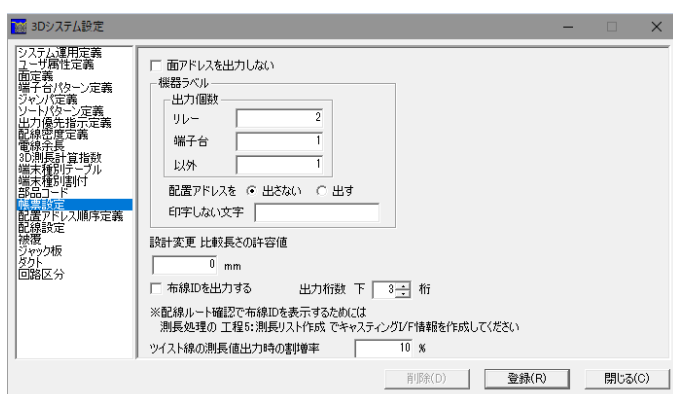 3Dシステム設定
システム運用定義
ユーザ属性定義
面定義
端子台パターン定義
ジャンパ定義
ソートパターン定義
出力優先指示定義
配線密度定義
電線余長
3D測長計算指数
端末種別テーブル
端末種別割付
部品コード
帳票設定
配置アドレス順序定義
配線設定
被覆
ジャック板
ダクト
回路区分
面アドレスを出力しない
機器ラベル
出力個数
リレー 2
端子台 1
以外 1
配置アドレスを 出さない 出す
印字しない文字
設計変更 比較長さの許容値
0 mm
布線IDを出力する 出力桁数 下 3 桁
※配線ルート確認で布線IDを表示するためには
測長処理の 工程5:測長リスト作成 でキャスティングI/F情報を作成してください
ツイスト線の測長値出力時の割増率 10 %
削除(D) 登録(R) 閉じる(C)